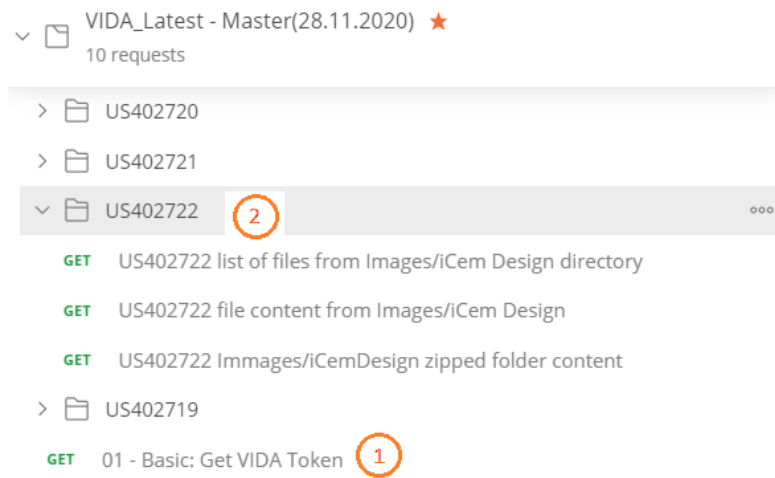 VIDA_Latest - Master(28.11.2020)
10 requests
US402720
US402721
US402722 2
GET US402722 list of files from Images/iCem Design directory
GET US402722 file content from Images/iCem Design
GET US402722 Immages/iCemDesign zipped folder content
US402719
GET 01 - Basic: Get VIDA Token 1